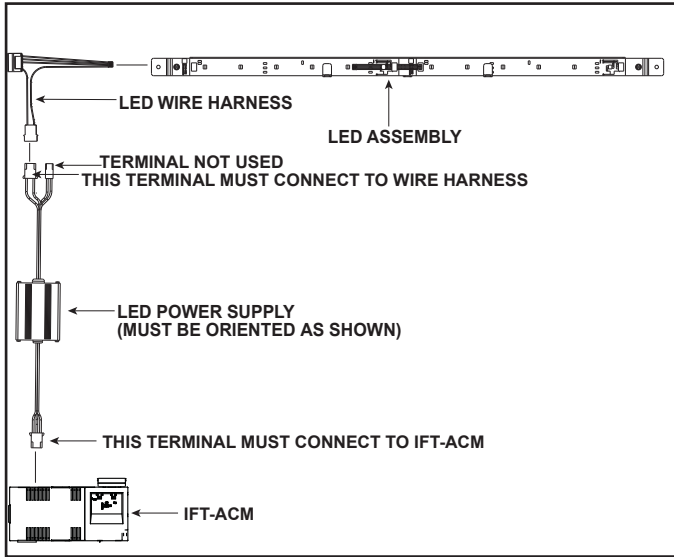 LED WIRE HARNESS
LED ASSEMBLY
TERMINAL NOT USED
THIS TERMINAL MUST CONNECT TO WIRE HARNESS
LED POWER SUPPLY
(MUST BE ORIENTED AS SHOWN)
THIS TERMINAL MUST CONNECT TO IFT-ACM
IFT-ACM